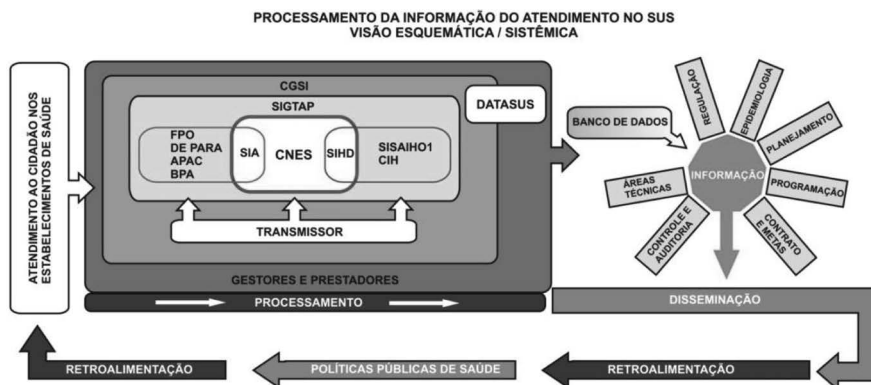 PROCESSAMENTO DA INFORMAÇÃO DO ATENDIMENTO NO SUS
VISÃO ESQUEMÁTICA / SISTÊMICA
ATENDIMENTO AO CIDADÃO NOS
ESTABELECIMENTOS DE SAÚDE
CGSI
SIGTAP
DATASUS
FPO
DE PARA
APAC
BPA
SIA
CNES
SIHD
SISAIHO1
CIH
TRANSMISSOR
GESTORES E PRESTADORES
PROCESSAMENTO
BANCO DE DADOS
REGULAÇÃO
EPIDEMIOLOGIA
PLANEJAMENTO
INFORMAÇÃO
ÁREAS
TÉCNICAS
PROGRAMAÇÃO
CONTROLE E
AUDITORIA
CONTRATO
E METAS
DISSEMINAÇÃO
RETROALIMENTAÇÃO
POLÍTICAS PÚBLICAS DE SAÚDE
RETROALIMENTAÇÃO